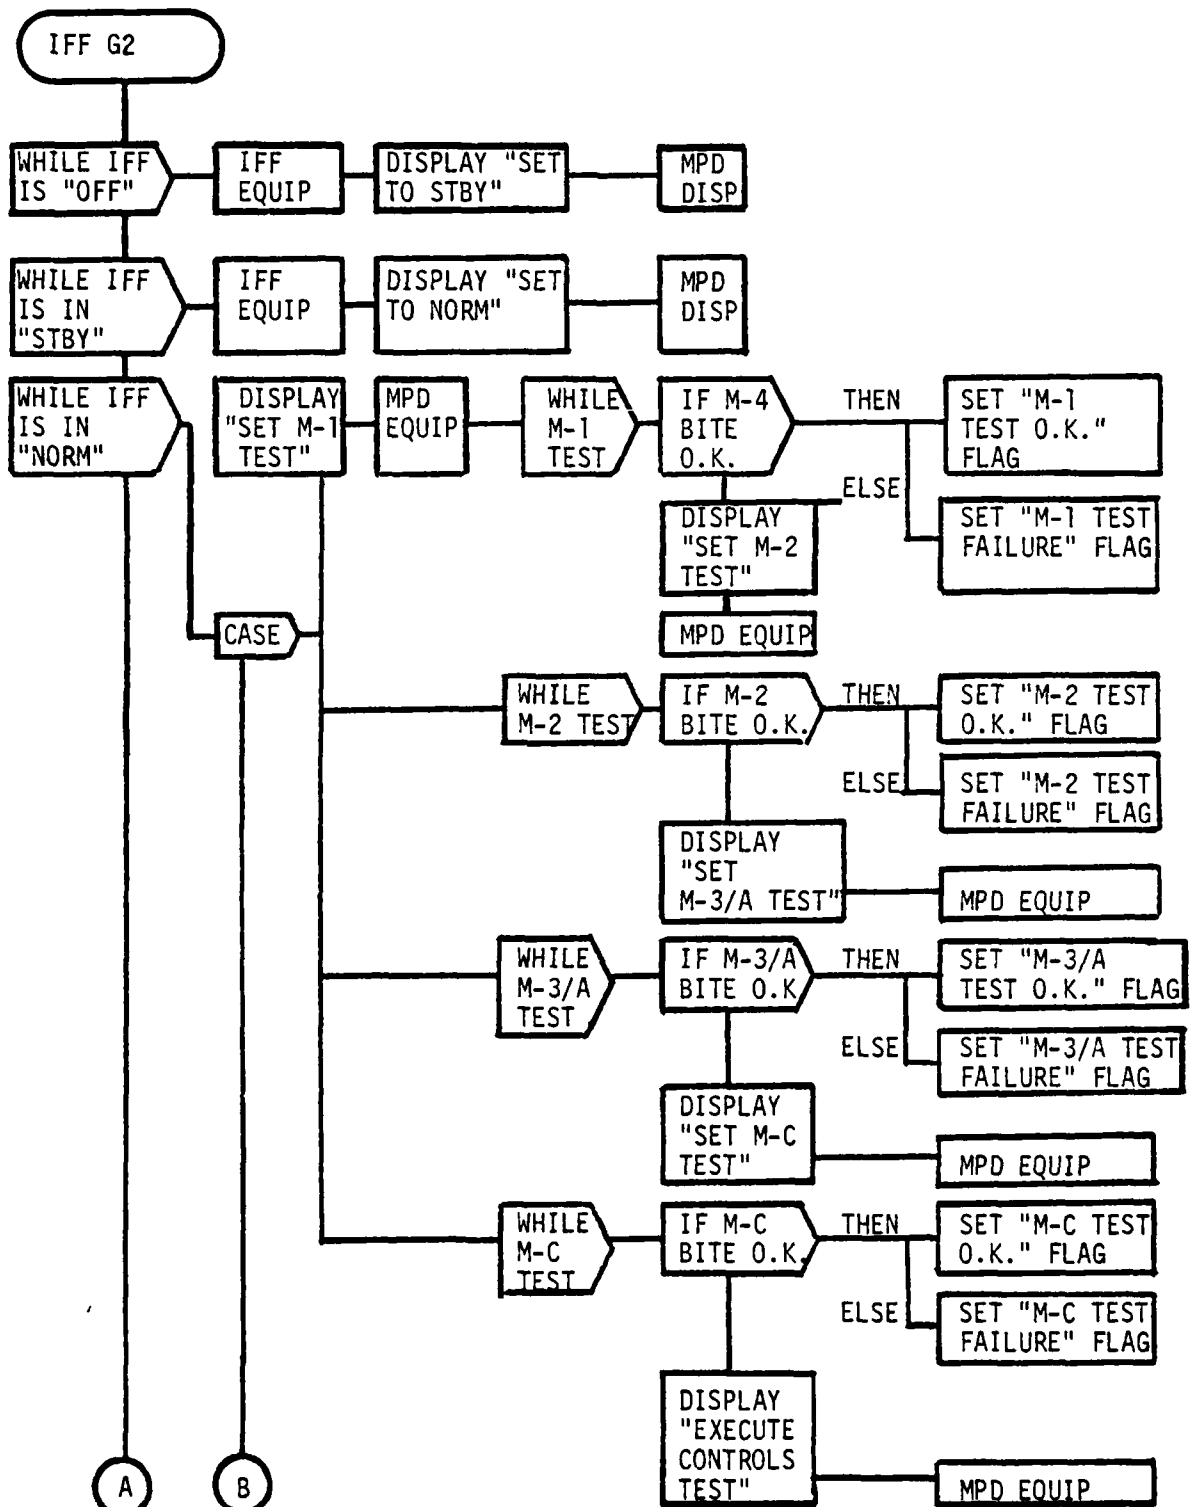 IFF G2
WHILE IFF
IS "OFF"
IFF
EQUIP
DISPLAY "SET
TO STBY"
MPD
DISP
WHILE IFF
IS IN
"STBY"
IFF
EQUIP
DISPLAY "SET
TO NORM"
MPD
DISP
WHILE IFF
IS IN
"NORM"
DISPLAY
"SET M-1
TEST"
MPD
EQUIP
WHILE
M-1
TEST
IF M-4
BITE
O.K.
THEN
SET "M-1
TEST O.K."
FLAG
ELSE
SET "M-1 TEST
FAILURE" FLAG
DISPLAY
"SET M-2
TEST"
MPD EQUIP
CASE
WHILE
M-2 TEST
IF M-2
BITE O.K.
THEN
SET "M-2 TEST
O.K." FLAG
ELSE
SET "M-2 TEST
FAILURE" FLAG
DISPLAY
"SET
M-3/A TEST"
MPD EQUIP
WHILE
M-3/A
TEST
IF M-3/A
BITE O.K
THEN
SET "M-3/A
TEST O.K." FLAG
ELSE
SET "M-3/A TEST
FAILURE" FLAG
DISPLAY
"SET M-C
TEST"
MPD EQUIP
WHILE
M-C
TEST
IF M-C
BITE O.K.
THEN
SET "M-C TEST
O.K." FLAG
ELSE
SET "M-C TEST
FAILURE" FLAG
DISPLAY
"EXECUTE
CONTROLS
TEST"
MPD EQUIP
A
B